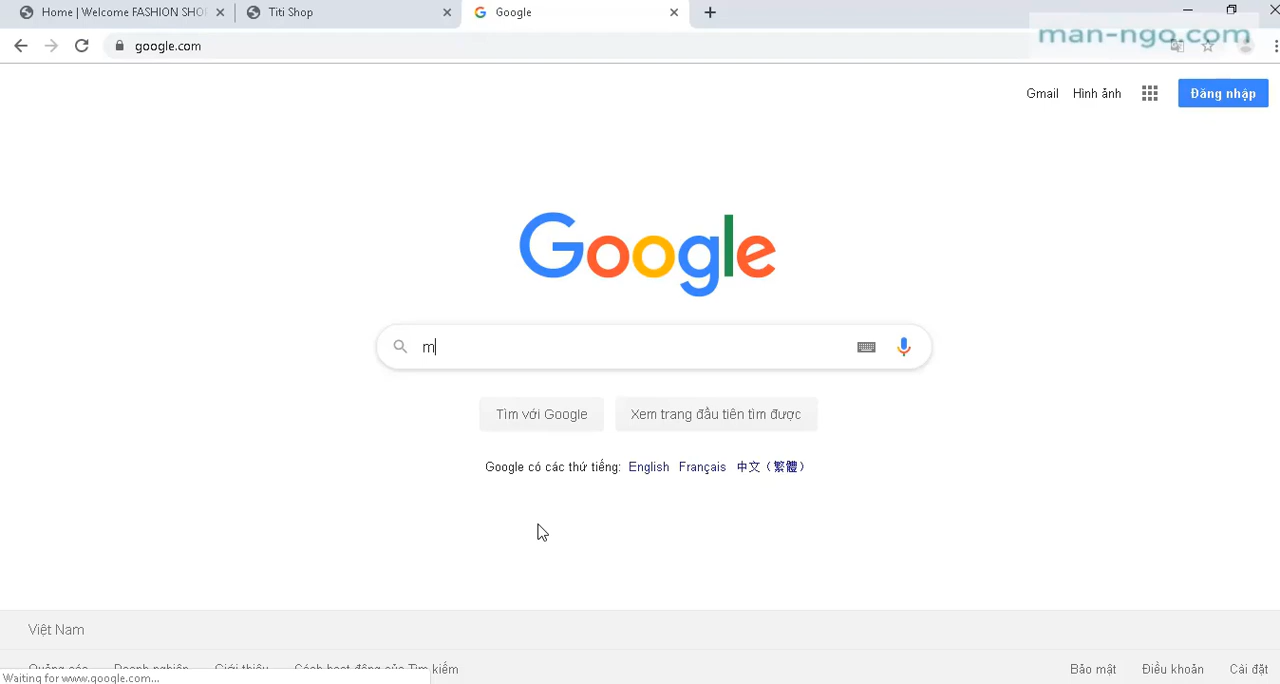 Home | Welcome FASHION SHO
Titi Shop
Google
google.com
man-ngo.com
Gmail
Hình ảnh
Đăng nhập
Google
m
Tìm với Google
Xem trang đầu tiên tìm được
Google có các thứ tiếng: English Français 中文（繁體）
Việt Nam
Quảng cáo Doanh nghiệp Giới thiệu Cách hoạt động của Tìm kiếm
Bảo mật Điều khoản Cài đặt
Waiting for www.google.com...